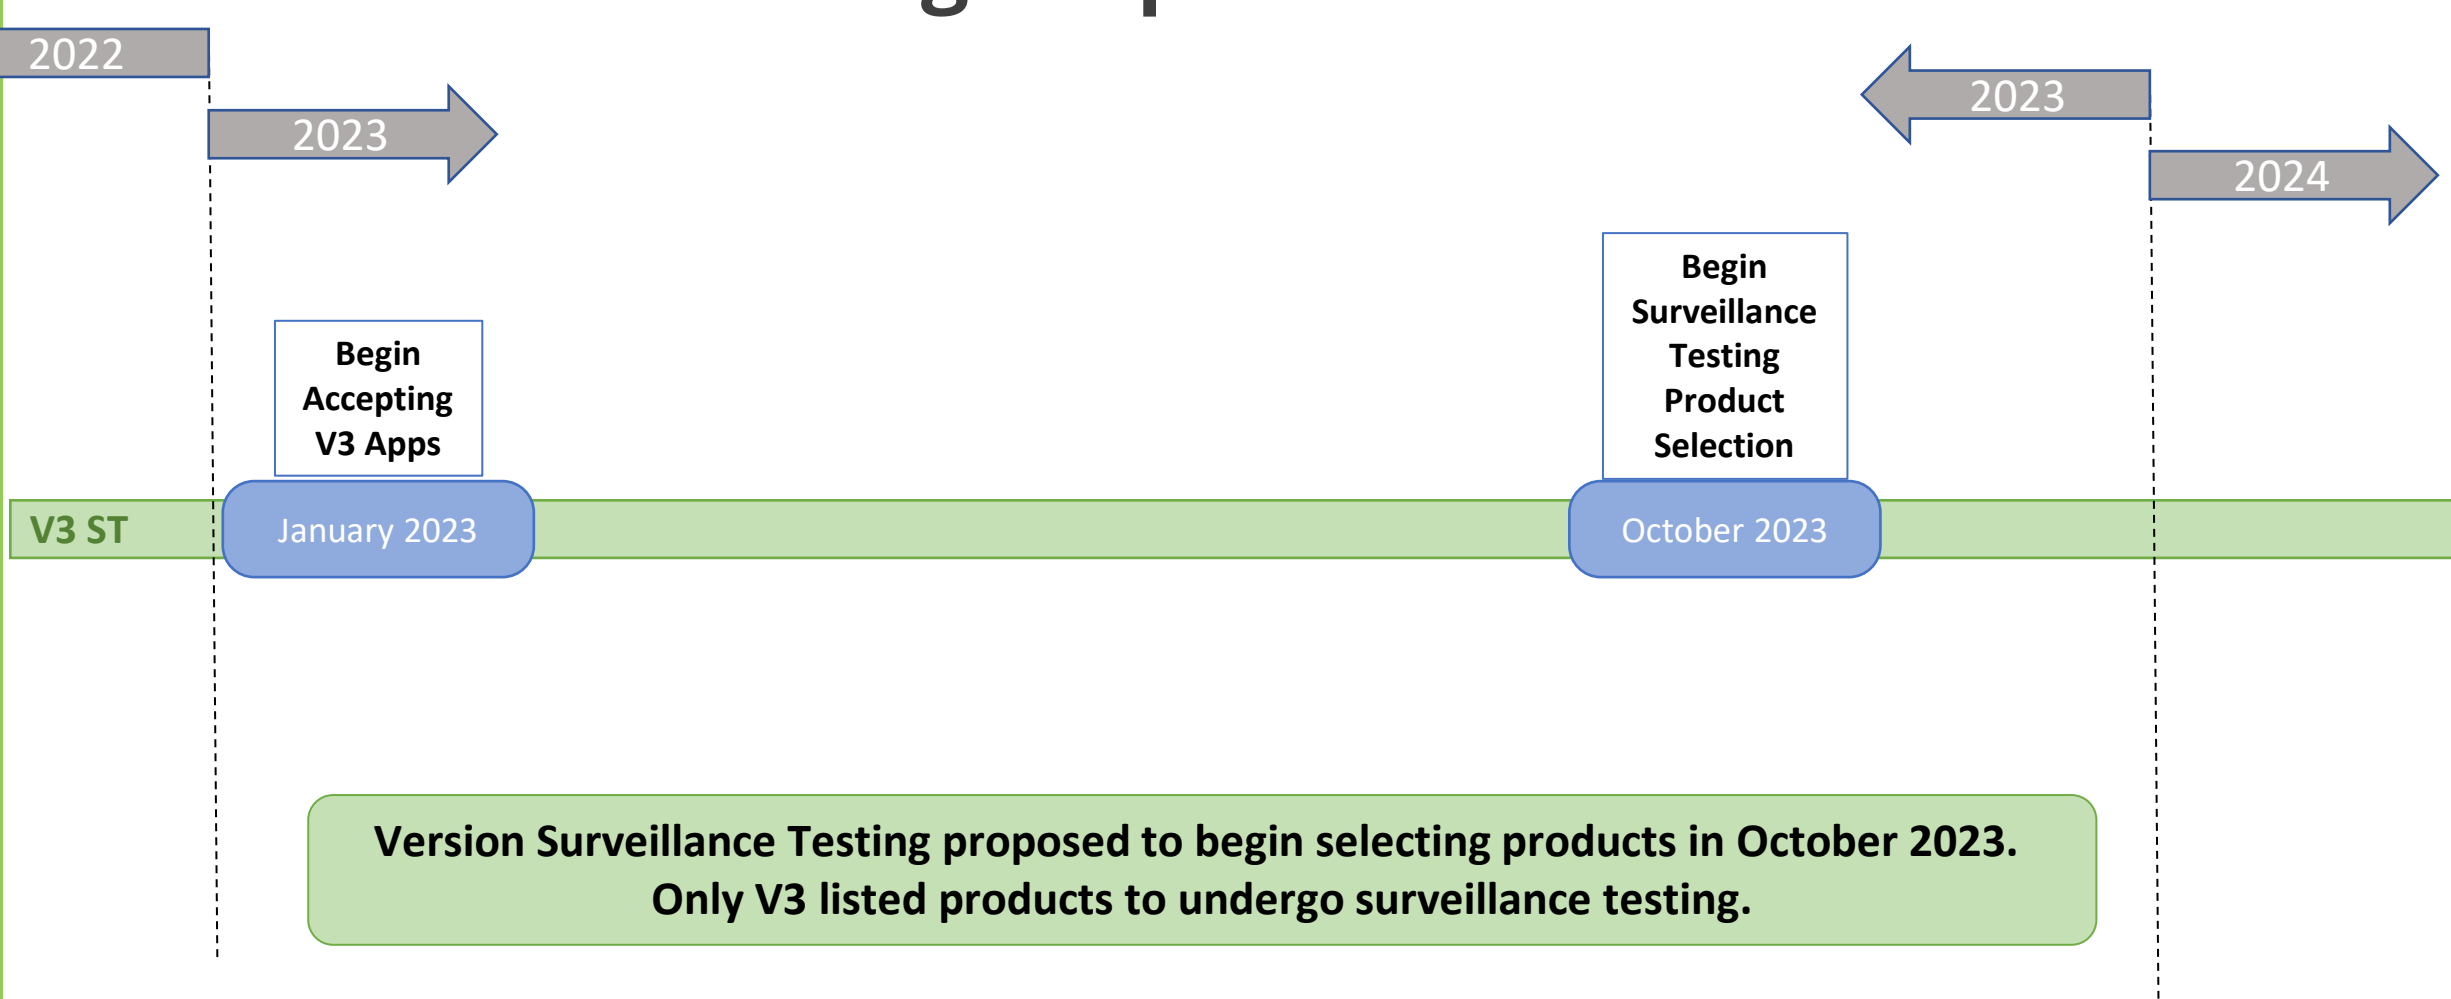 2022
2023
2023
2024
Begin
Accepting
V3 Apps
Begin
Surveillance
Testing
Product
Selection
V3 ST
January 2023
October 2023
Version Surveillance Testing proposed to begin selecting products in October 2023.
Only V3 listed products to undergo surveillance testing.